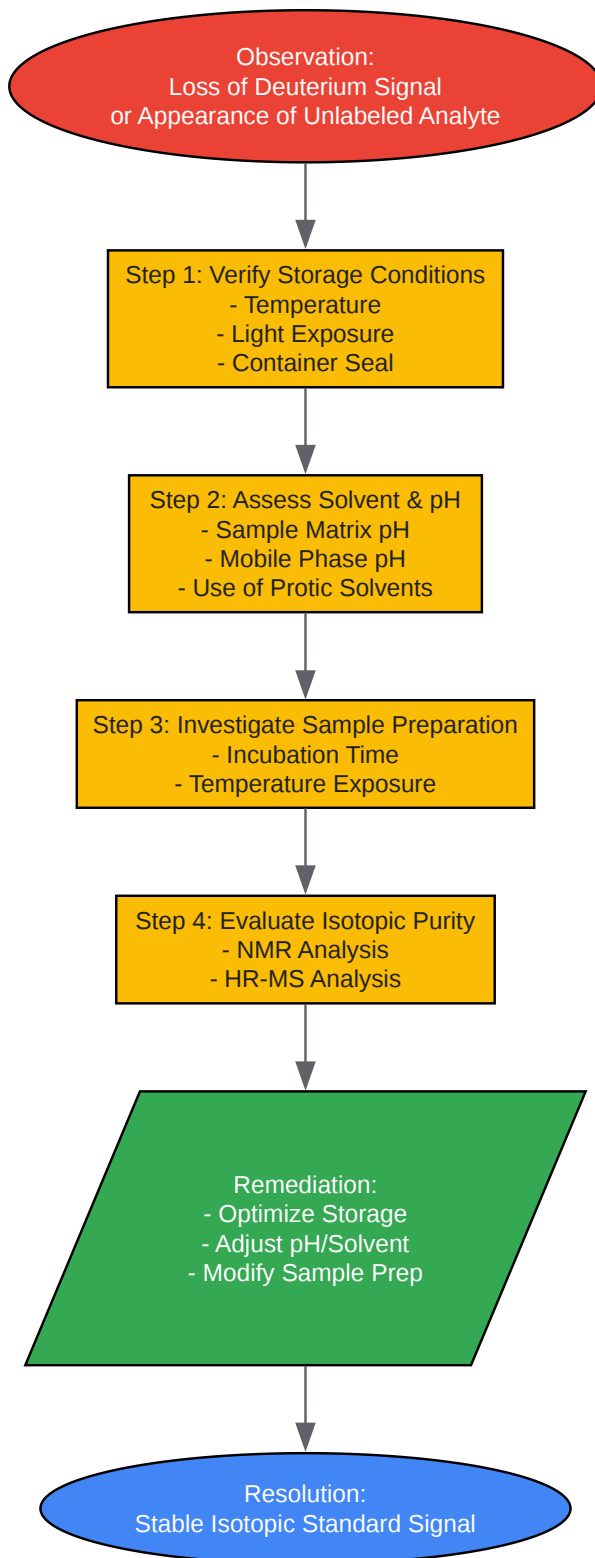 Observation:
Loss of Deuterium Signal
or Appearance of Unlabeled Analyte
Step 1: Verify Storage Conditions
- Temperature
- Light Exposure
- Container Seal
Step 2: Assess Solvent & pH
- Sample Matrix pH
- Mobile Phase pH
- Use of Protic Solvents
Step 3: Investigate Sample Preparation
- Incubation Time
- Temperature Exposure
Step 4: Evaluate Isotopic Purity
- NMR Analysis
- HR-MS Analysis
Remediation:
- Optimize Storage
- Adjust pH/Solvent
- Modify Sample Prep
Resolution:
Stable Isotopic Standard Signal